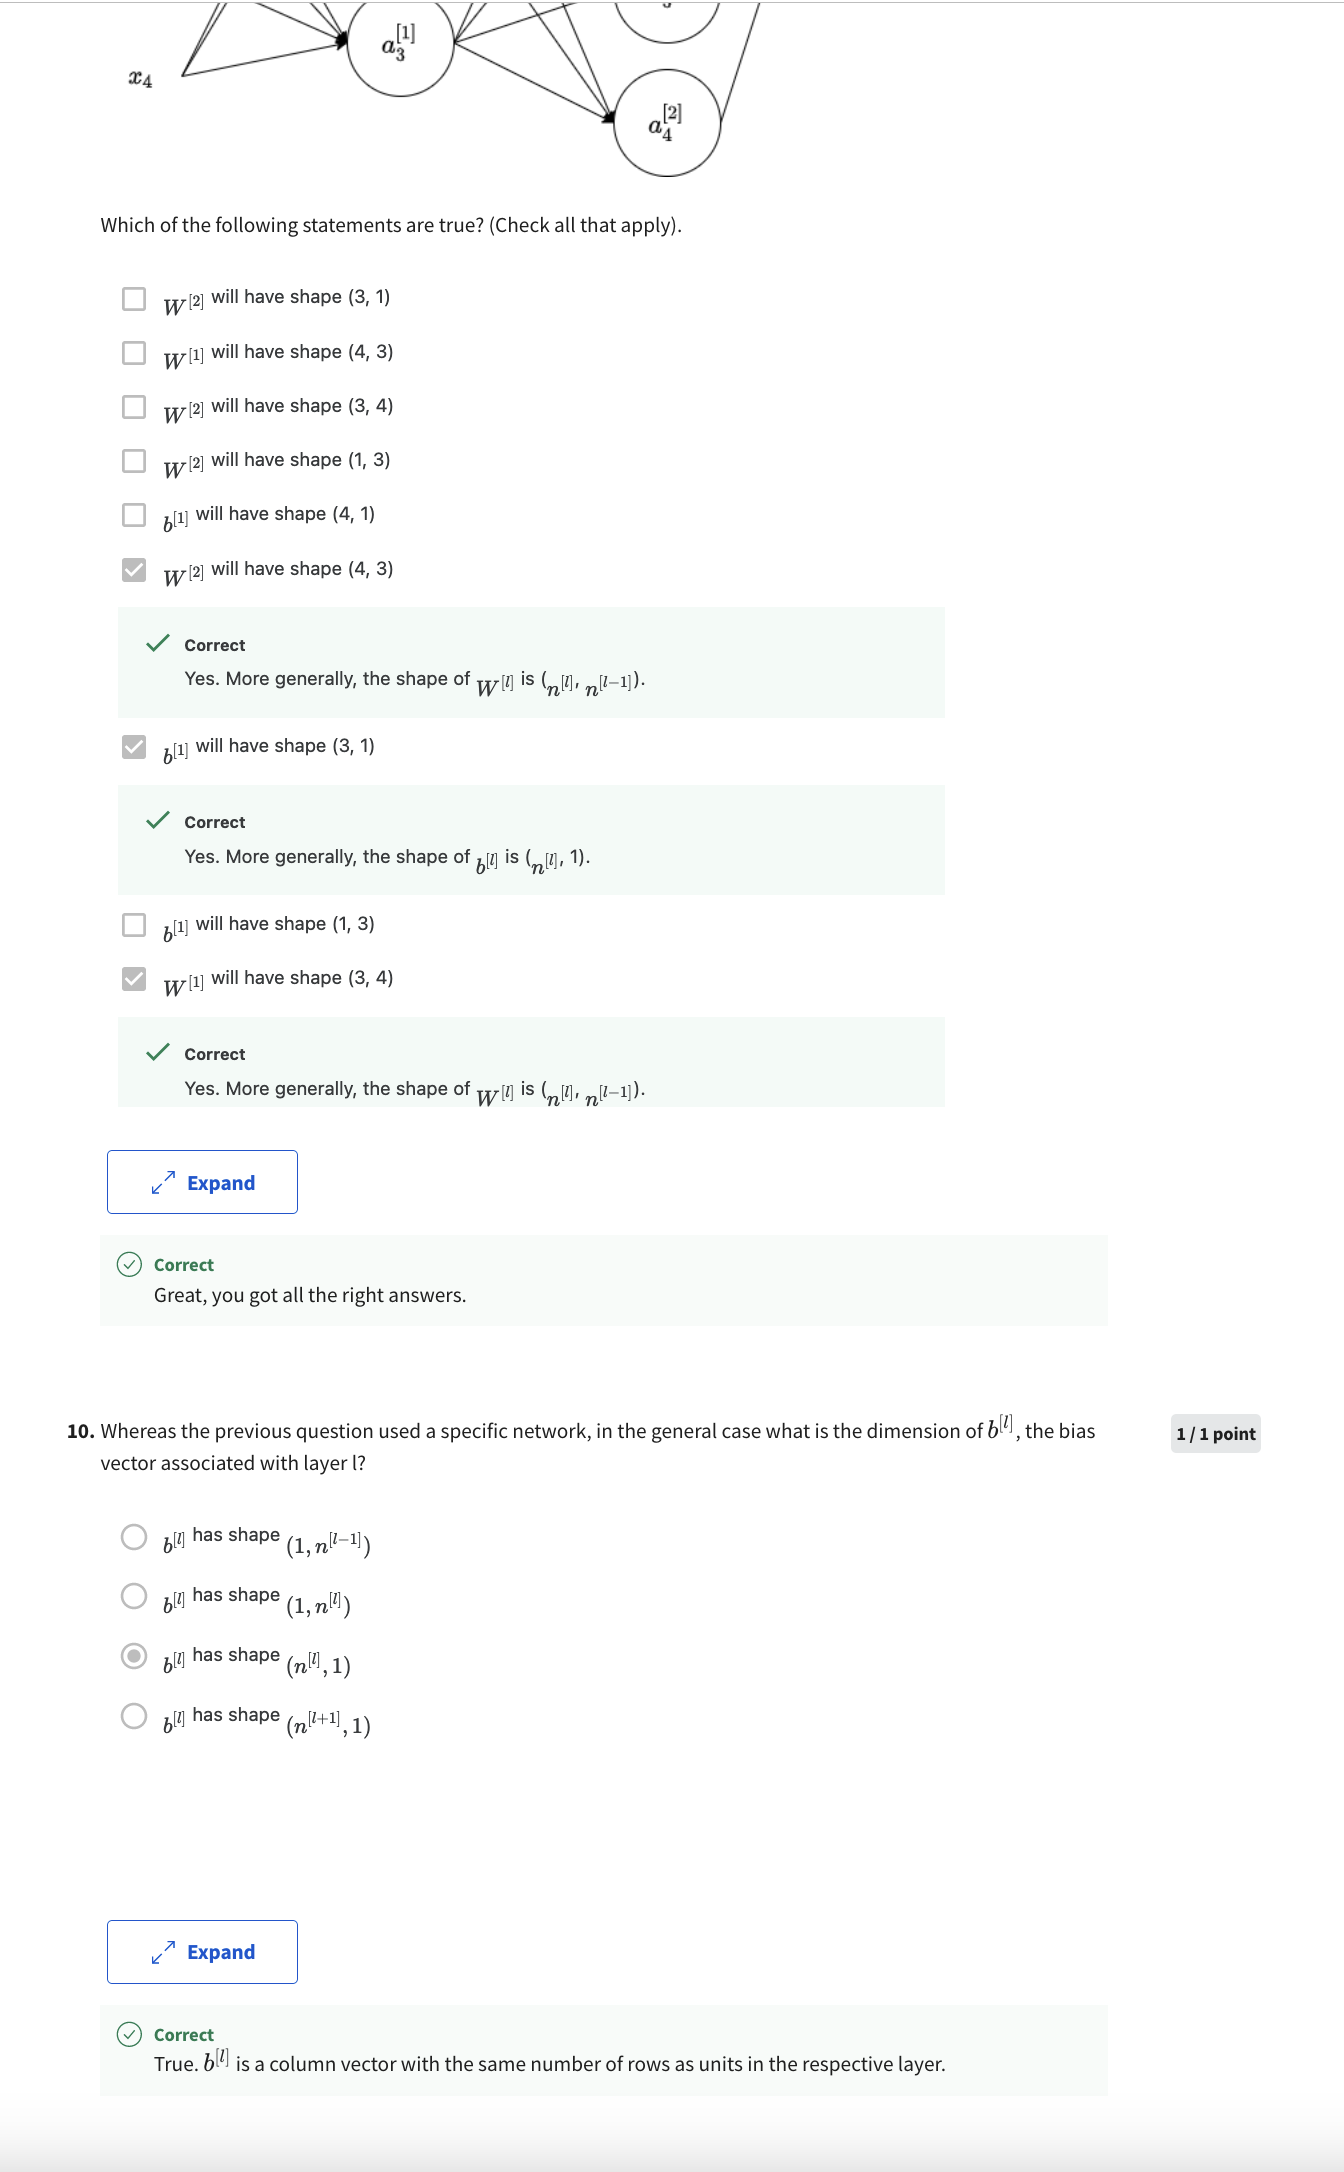 a_3^{[1]}
x_4
a_4^{[2]}
Which of the following statements are true? (Check all that apply).
W^{[2]} will have shape (3, 1)
W^{[1]} will have shape (4, 3)
W^{[2]} will have shape (3, 4)
W^{[2]} will have shape (1, 3)
b^{[1]} will have shape (4, 1)
W^{[2]} will have shape (4, 3)
Correct
Yes. More generally, the shape of W^{[l]} is (n^{[l]}, n^{[l-1]}).
b^{[1]} will have shape (3, 1)
Correct
Yes. More generally, the shape of b^{[l]} is (n^{[l]}, 1).
b^{[1]} will have shape (1, 3)
W^{[1]} will have shape (3, 4)
Correct
Yes. More generally, the shape of W^{[l]} is (n^{[l]}, n^{[l-1]}).
Expand
Correct
Great, you got all the right answers.
10. Whereas the previous question used a specific network, in the general case what is the dimension of b^{[l]}, the bias
vector associated with layer l?
1 / 1 point
b^{[l]} has shape (1, n^{[l-1]})
b^{[l]} has shape (1, n^{[l]})
b^{[l]} has shape (n^{[l]}, 1)
b^{[l]} has shape (n^{[l+1]}, 1)
Expand
Correct
True. b^{[l]} is a column vector with the same number of rows as units in the respective layer.